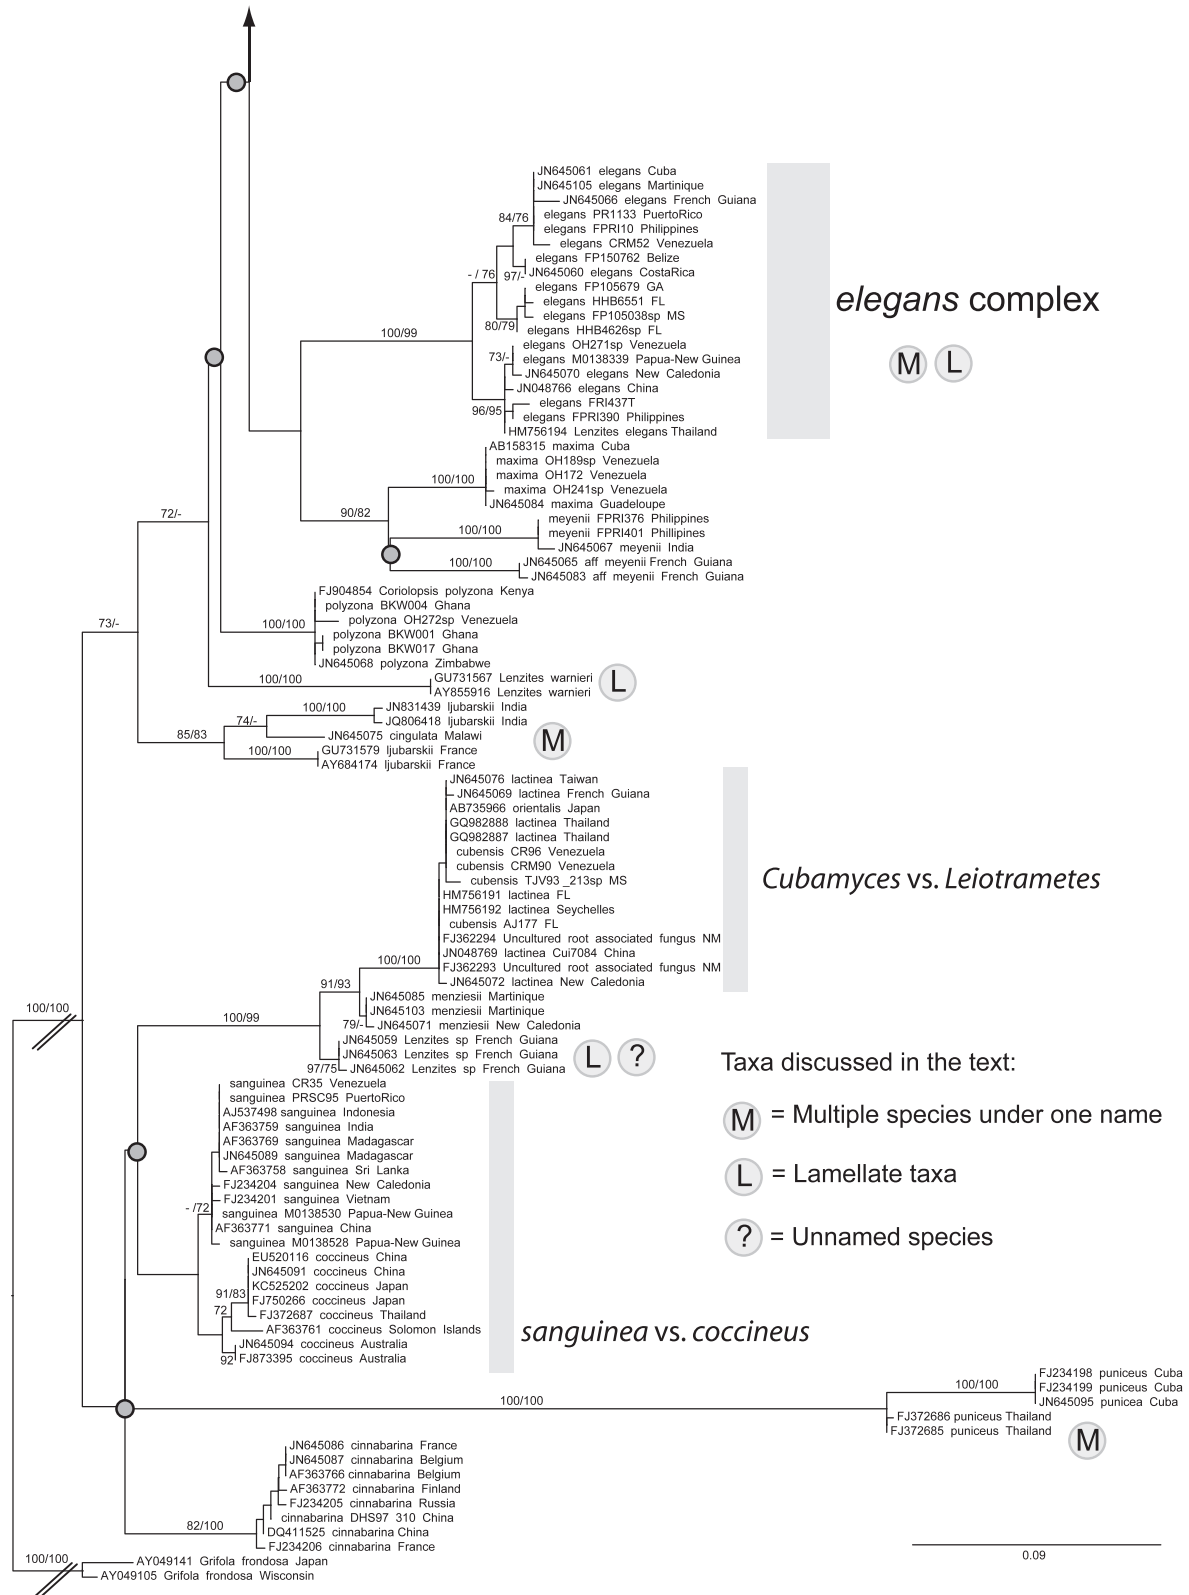 JN645061 elegans Cuba
JN645105 elegans Martinique
JN645066 elegans French Guiana
84/76
elegans PR1133 PuertoRico
elegans FPRI10 Philippines
elegans CRM52 Venezuela
elegans FP150762 Belize
- / 76
97/-
JN645060 elegans CostaRica
elegans FP105679 GA
elegans HHB6551 FL
elegans complex
elegans FP105038sp MS
80/79
elegans HHB4626sp FL
100/99
elegans OH271sp Venezuela
73/-
elegans M0138339 Papua-New Guinea
M
L
JN645070 elegans New Caledonia
JN048766 elegans China
elegans FRI437T
96/95
elegans FPRI390 Philippines
HM756194 Lenzites elegans Thailand
AB158315 maxima Cuba
maxima OH189sp Venezuela
maxima OH172 Venezuela
100/100
maxima OH241sp Venezuela
JN645084 maxima Guadeloupe
90/82
72/-
meyenii FPRI376 Philippines
100/100
meyenii FPRI401 Phillipines
JN645067 meyenii India
100/100
JN645065 aff meyenii French Guiana
JN645083 aff meyenii French Guiana
FJ904854 Coriolopsis polyzona Kenya
polyzona BKW004 Ghana
polyzona OH272sp Venezuela
73/-
100/100
polyzona BKW001 Ghana
polyzona BKW017 Ghana
JN645068 polyzona Zimbabwe
100/100
GU731567 Lenzites warnieri
L
AY855916 Lenzites warnieri
100/100
JN831439 ljubarskii India
74/-
JQ806418 ljubarskii India
85/83
JN645075 cingulata Malawi
M
100/100
GU731579 ljubarskii France
AY684174 ljubarskii France
JN645076 lactinea Taiwan
JN645069 lactinea French Guiana
AB735966 orientalis Japan
GQ982888 lactinea Thailand
GQ982887 lactinea Thailand
cubensis CR96 Venezuela
cubensis CRM90 Venezuela
cubensis TJV93 _213sp MS
Cubamyces vs. Leiotrametes
HM756191 lactinea FL
HM756192 lactinea Seychelles
cubensis AJ177 FL
FJ362294 Uncultured root associated fungus NM
JN048769 lactinea Cui7084 China
100/100
FJ362293 Uncultured root associated fungus NM
JN645072 lactinea New Caledonia
91/93
JN645085 menziesii Martinique
100/100
JN645103 menziesii Martinique
100/99
79/-
JN645071 menziesii New Caledonia
JN645059 Lenzites sp French Guiana
JN645063 Lenzites sp French Guiana
L
?
97/75
JN645062 Lenzites sp French Guiana
Taxa discussed in the text:
M = Multiple species under one name
L = Lamellate taxa
? = Unnamed species
sanguinea CR35 Venezuela
sanguinea PRSC95 PuertoRico
AJ537498 sanguinea Indonesia
AF363759 sanguinea India
AF363769 sanguinea Madagascar
JN645089 sanguinea Madagascar
AF363758 sanguinea Sri Lanka
FJ234204 sanguinea New Caledonia
FJ234201 sanguinea Vietnam
- /72
sanguinea M0138530 Papua-New Guinea
AF363771 sanguinea China
sanguinea M0138528 Papua-New Guinea
EU520116 coccineus China
JN645091 coccineus China
KC525202 coccineus Japan
91/83
FJ750266 coccineus Japan
72
FJ372687 coccineus Thailand
AF363761 coccineus Solomon Islands
sanguinea vs. coccineus
JN645094 coccineus Australia
92
FJ873395 coccineus Australia
FJ234198 puniceus Cuba
100/100
FJ234199 puniceus Cuba
100/100
JN645095 punicea Cuba
FJ372686 puniceus Thailand
FJ372685 puniceus Thailand
M
JN645086 cinnabarina France
JN645087 cinnabarina Belgium
AF363766 cinnabarina Belgium
AF363772 cinnabarina Finland
FJ234205 cinnabarina Russia
cinnabarina DHS97 310 China
82/100
DQ411525 cinnabarina China
FJ234206 cinnabarina France
0.09
100/100
AY049141 Grifola frondosa Japan
AY049105 Grifola frondosa Wisconsin